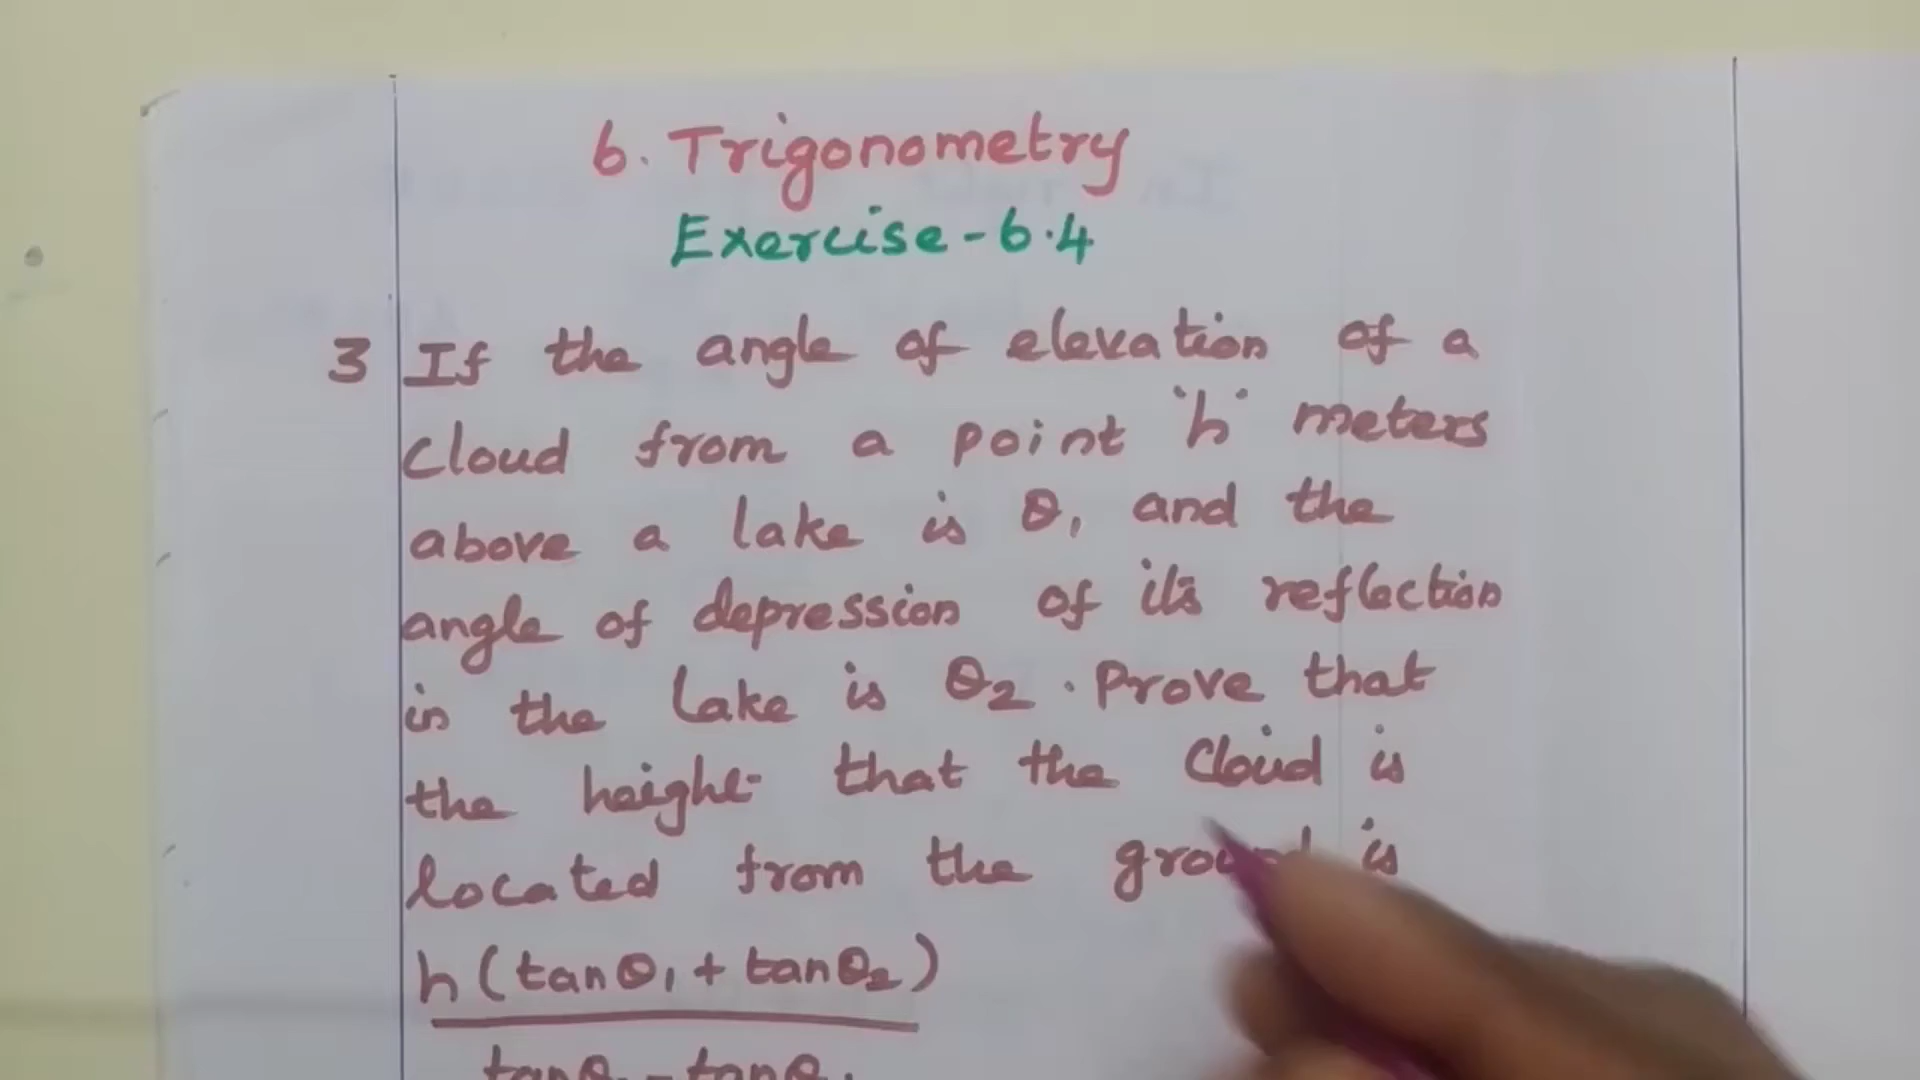 6. Trigonometry
Exercise - 6.4
3 If the angle of elevation of a
cloud from a point 'h' meters
above a lake is θ₁ and the
angle of depression of its reflection
in the lake is θ₂. Prove that
the height that the cloud is
located from the ground is
h(tanθ₁ + tanθ₂)